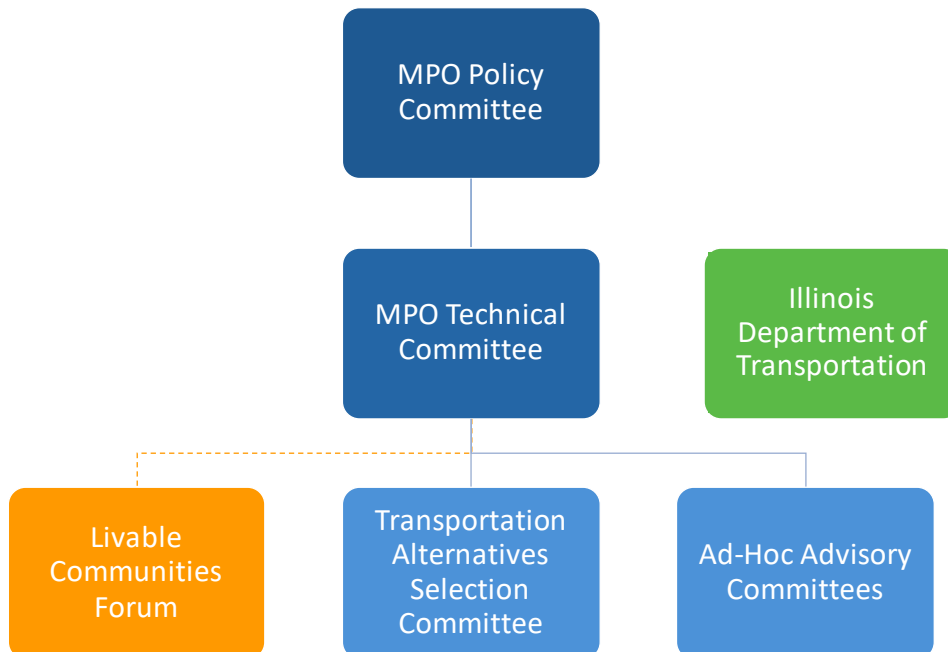 MPO Policy
Committee
MPO Technical
Committee
Illinois
Department of
Transportation
Livable
Communities
Forum
Transportation
Alternatives
Selection
Committee
Ad-Hoc Advisory
Committees